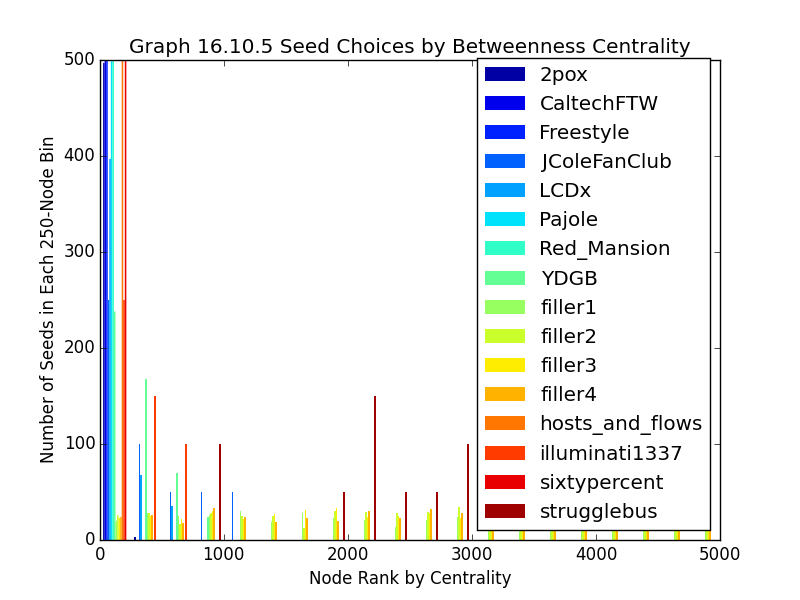 Graph 16.10.5 Seed Choices by Betweenness Centrality
Number of Seeds in Each 250-Node Bin
500
400
300
200
100
0
2pox
CaltechFTW
Freestyle
JColeFanClub
LCDx
Pajole
Red_Mansion
YDGB
filler1
filler2
filler3
filler4
hosts_and_flows
illuminati1337
sixtypercent
strugglebus
0 1000 2000 3000 4000 5000
Node Rank by Centrality